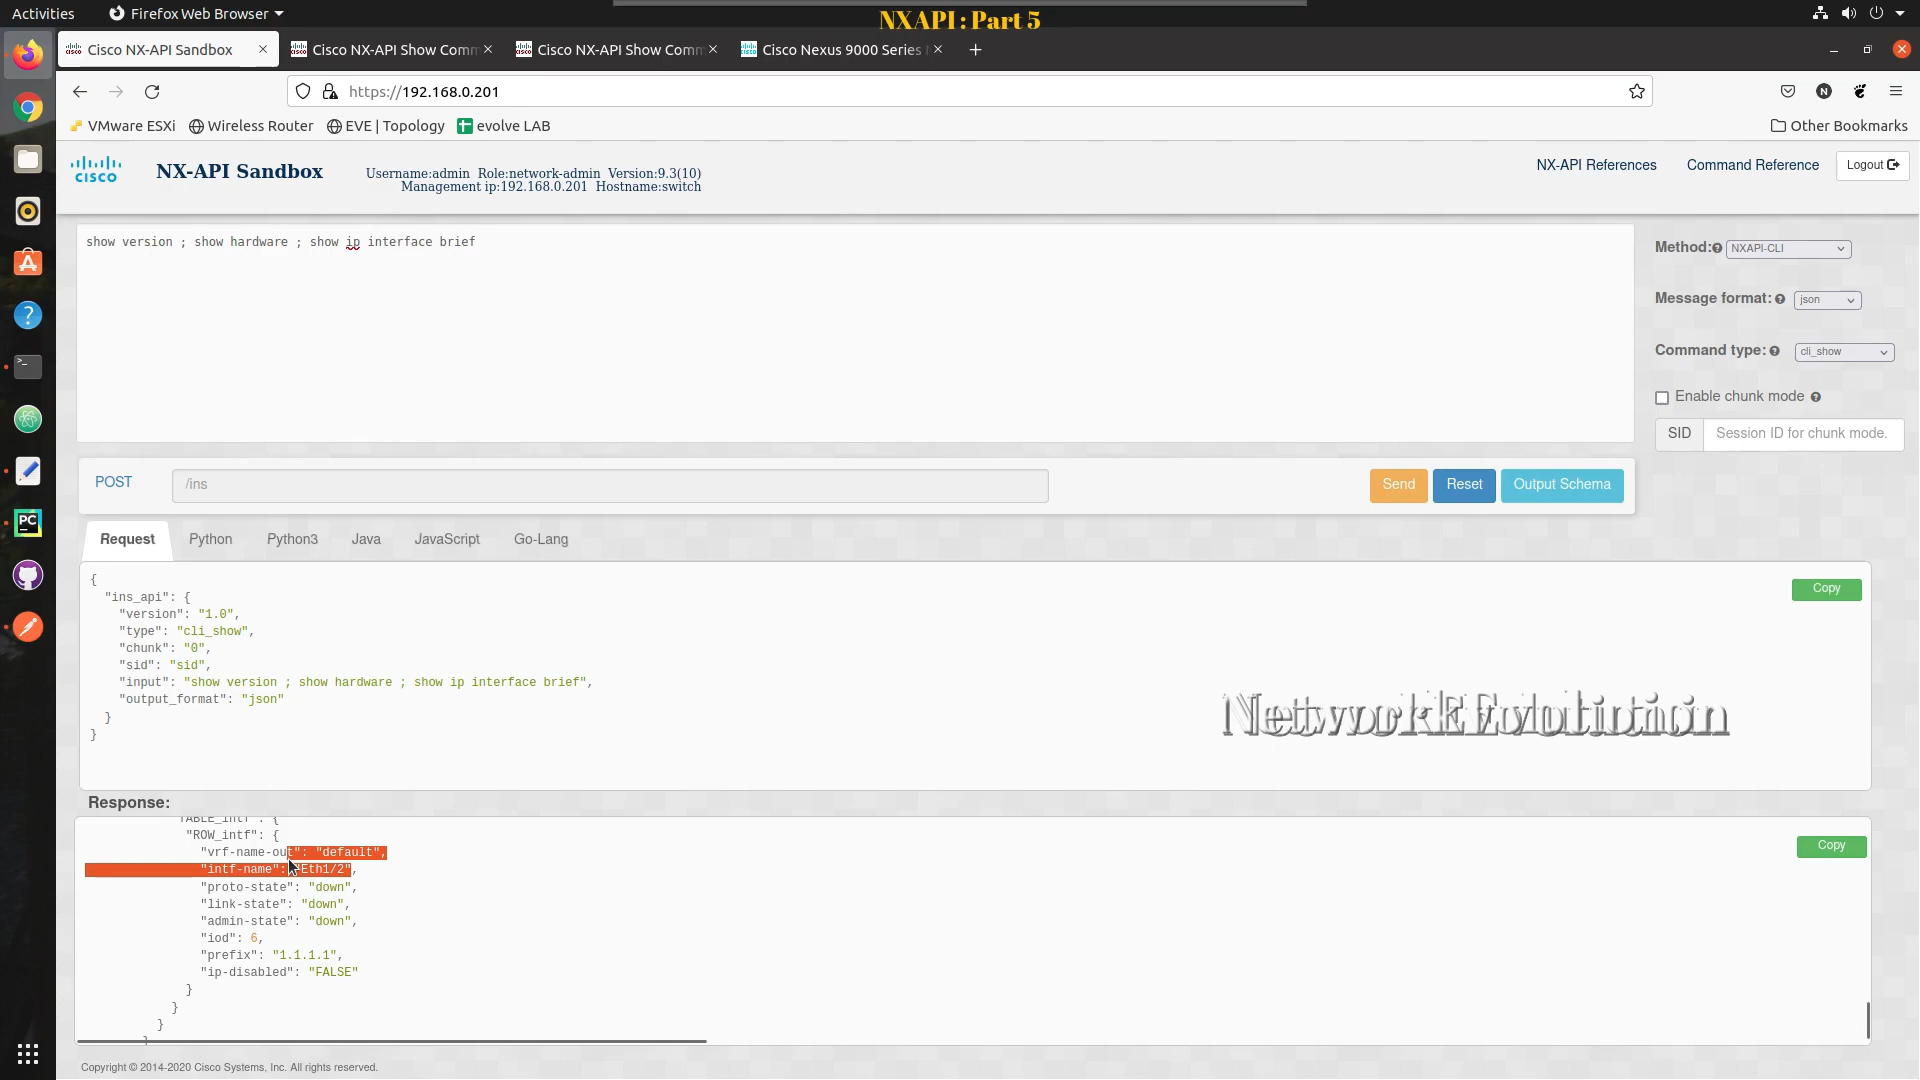 Activities
Firefox Web Browser
NXAPI : Part 5
Cisco NX-API Sandbox
Cisco NX-API Show Comm
Cisco NX-API Show Comm
Cisco Nexus 9000 Series
https://192.168.0.201
VMware ESXi
Wireless Router
EVE | Topology
evolve LAB
Other Bookmarks
CISCO
NX-API Sandbox
Username:admin Role:network-admin Version:9.3(10)
Management ip:192.168.0.201 Hostname:switch
NX-API References
Command Reference
Logout
show version ; show hardware ; show ip interface brief
Method:
NXAPI-CLI
Message format:
json
Command type:
cli_show
Enable chunk mode
SID
Session ID for chunk mode.
POST
/ins
Send
Reset
Output Schema
Request
Python
Python3
Java
JavaScript
Go-Lang
{
"ins_api": {
"version": "1.0",
"type": "cli_show",
"chunk": "0",
"sid": "sid",
"input": "show version ; show hardware ; show ip interface brief",
"output_format": "json"
}
}
Copy
Response:
"TABLE_intf": {
"ROW_intf": {
"vrf-name-out": "default",
"intf-name": "Eth1/2",
"proto-state": "down",
"link-state": "down",
"admin-state": "down",
"iod": 6,
"prefix": "1.1.1.1",
"ip-disabled": "FALSE"
}
}
}
Copy
Copyright © 2014-2020 Cisco Systems, Inc. All rights reserved.